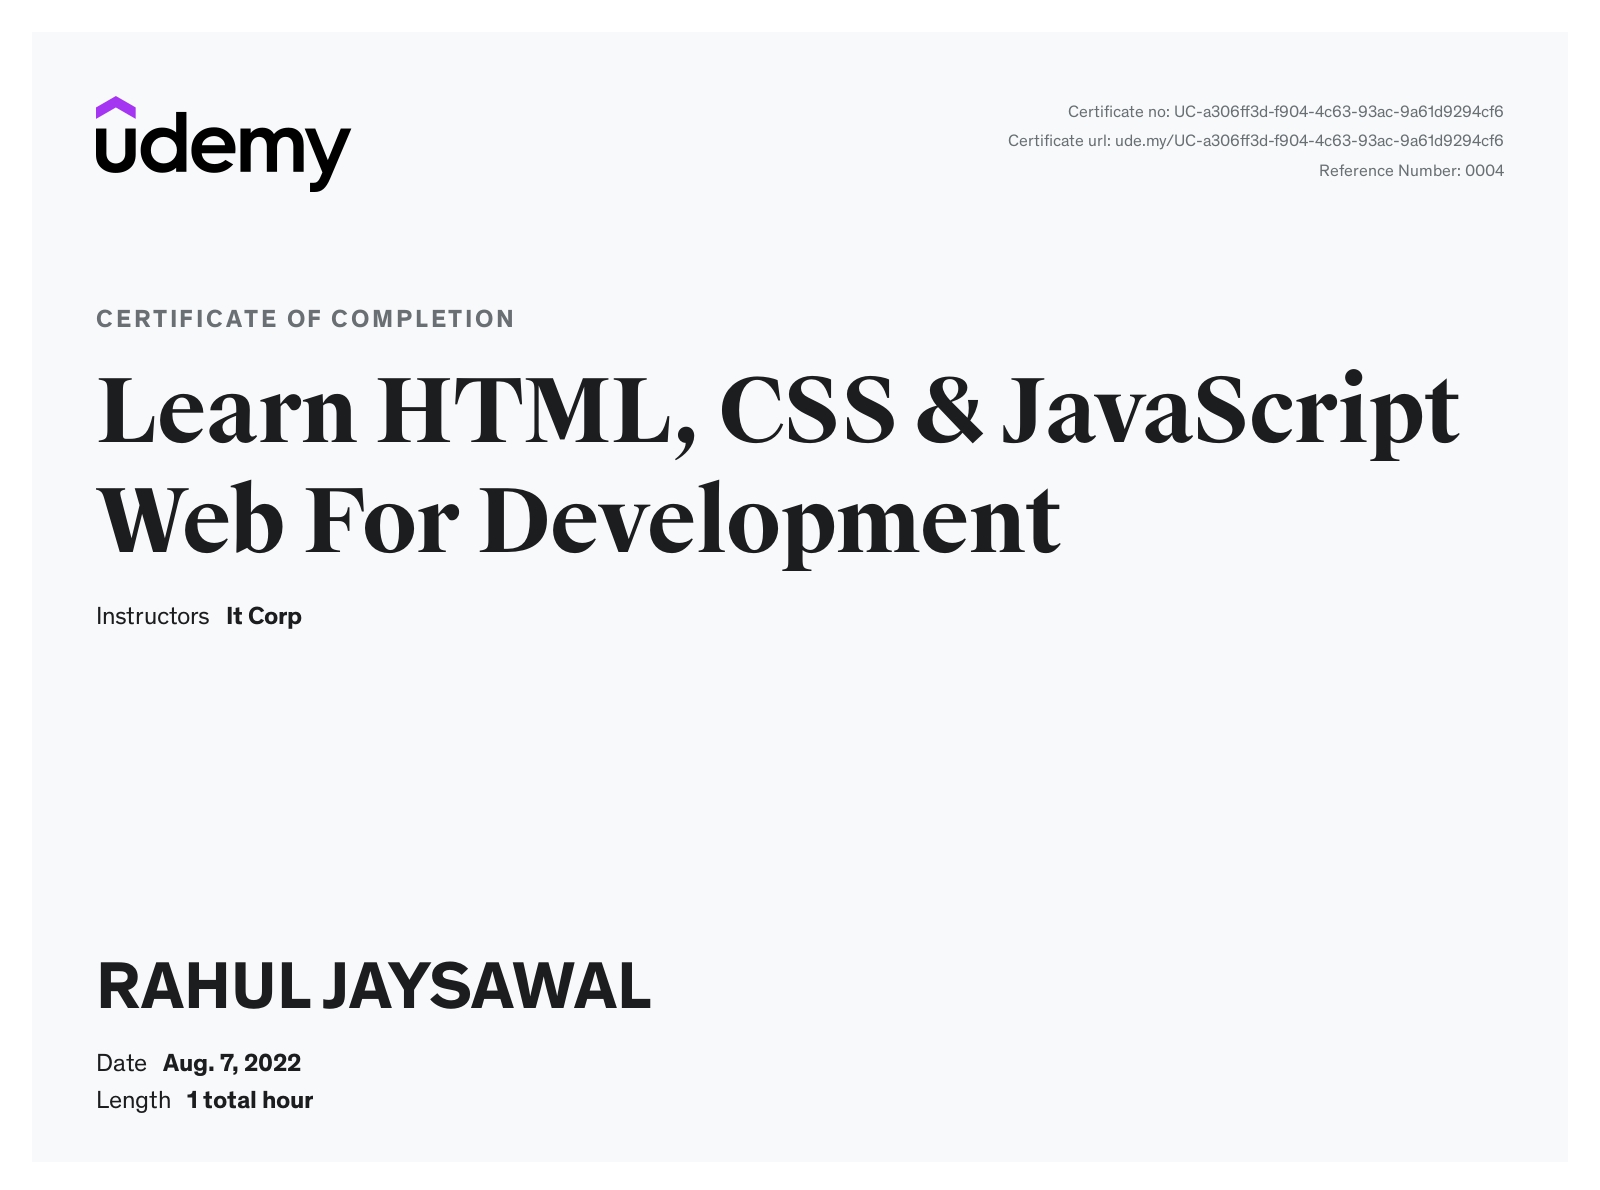 udemy
Certificate no: UC-a306ff3d-f904-4c63-93ac-9a61d9294cf6
Certificate url: ude.my/UC-a306ff3d-f904-4c63-93ac-9a61d9294cf6
Reference Number: 0004
CERTIFICATE OF COMPLETION
Learn HTML, CSS & JavaScript
Web For Development
Instructors It Corp
RAHUL JAYSAWAL
Date Aug. 7, 2022
Length 1 total hour